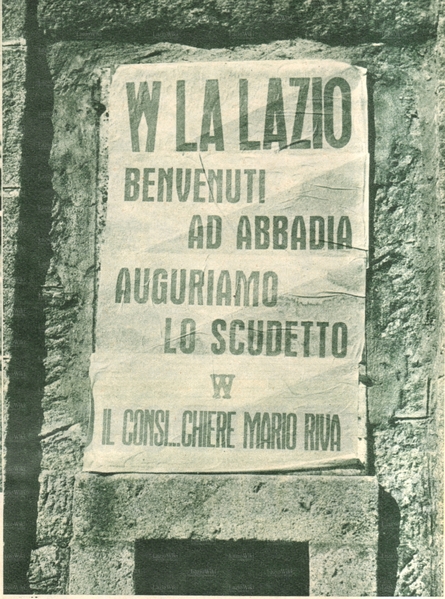 W LA LAZIO
BENVENUTI
AD ABBADIA
AUGURIAMO
LO SCUDETTO
W
IL CONSI...CHIERE MARIO RIVA